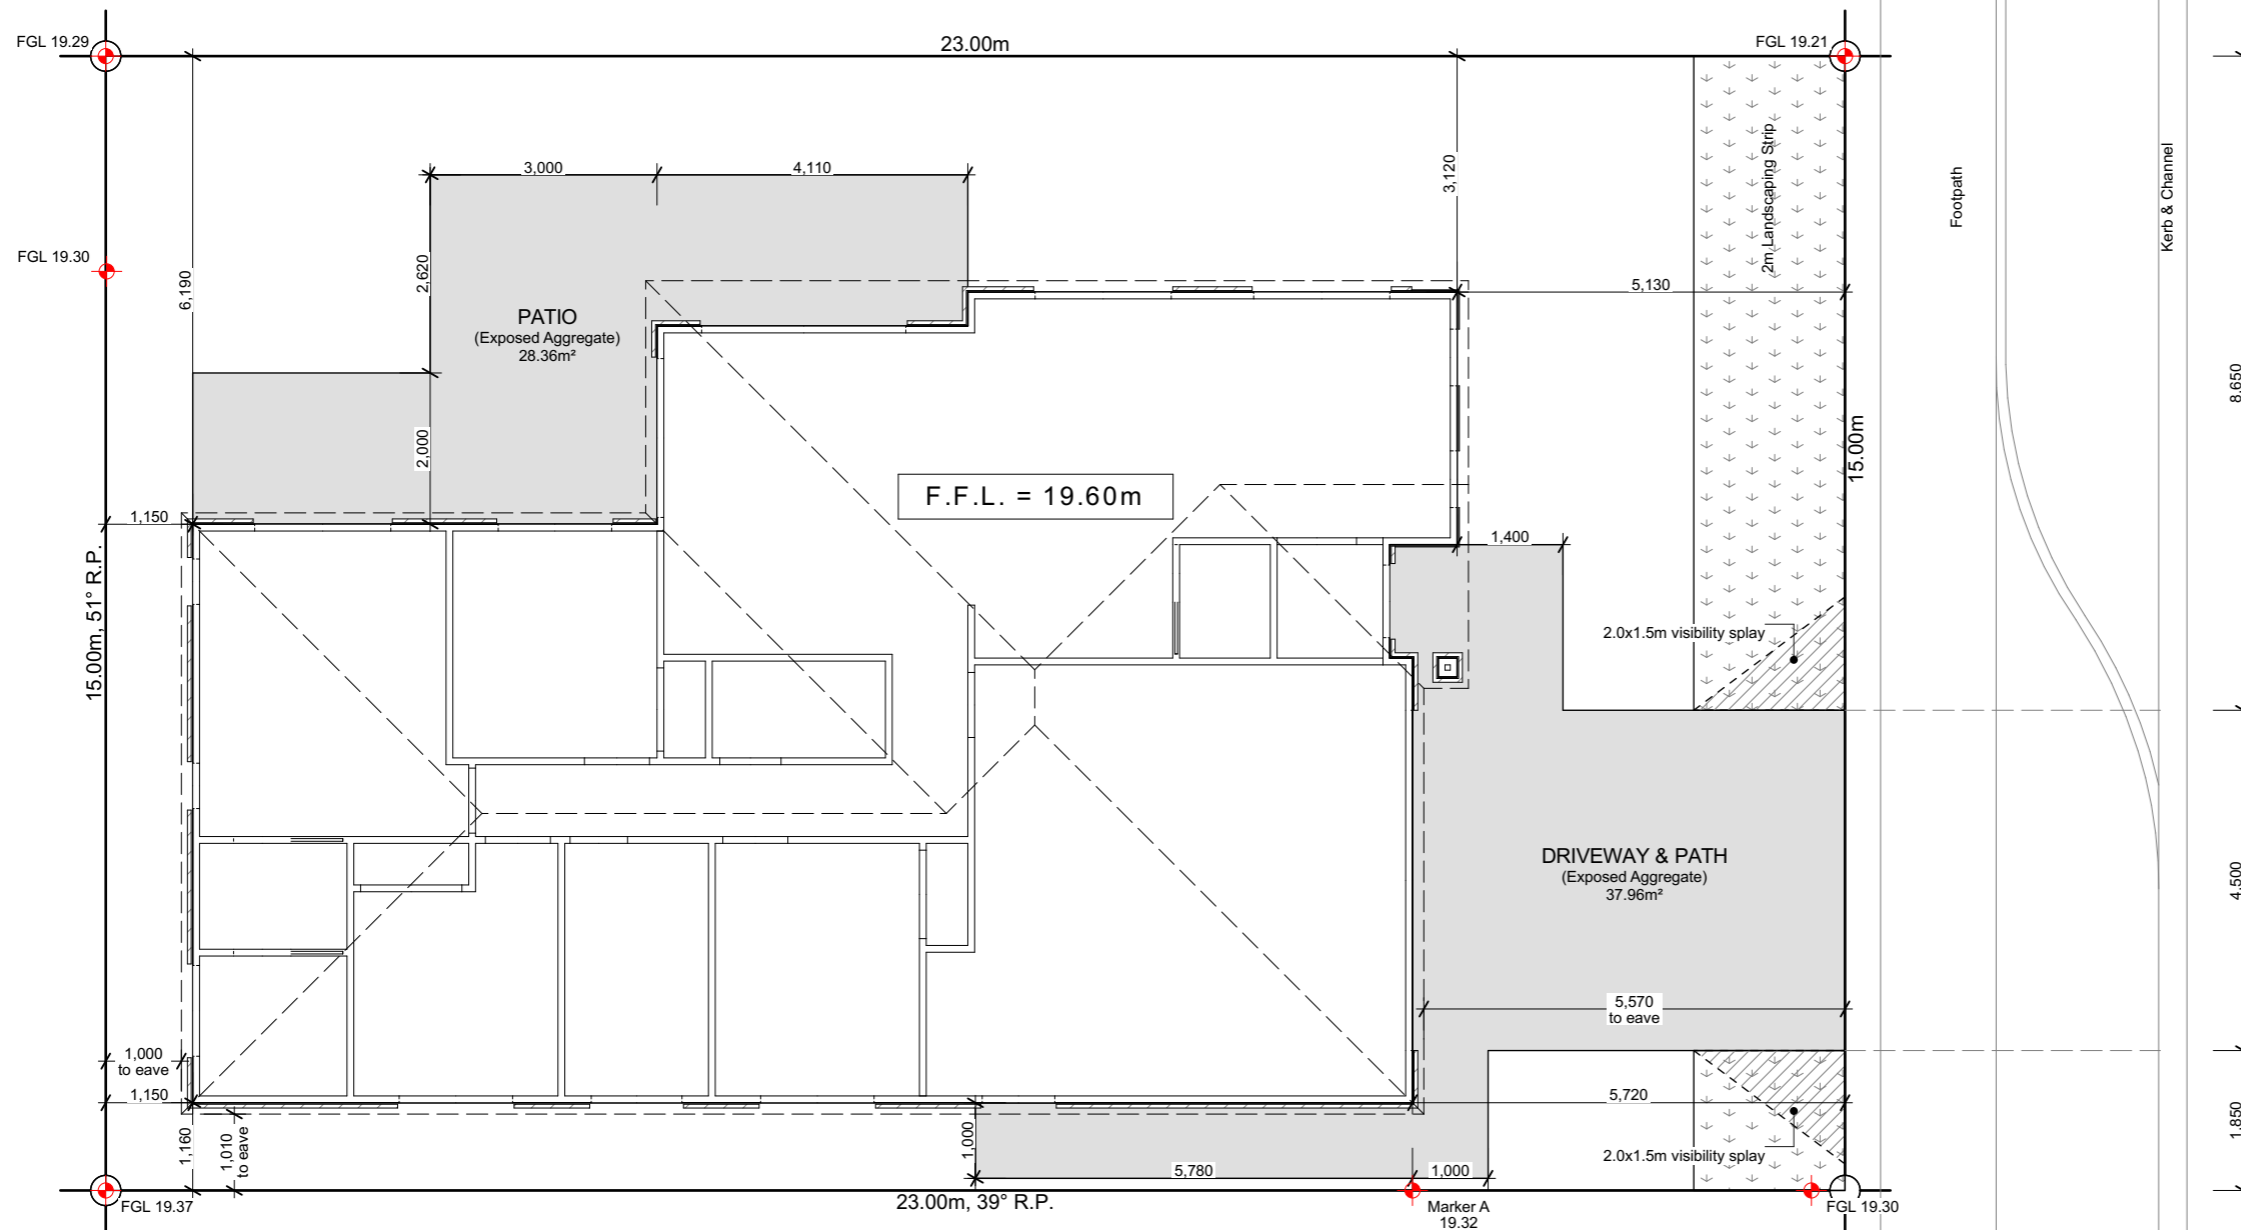 FGL 19.29
23.00m
FGL 19.21
3,000
4,110
3,120
2m Landscaping Strip
Footpath
Kerb & Channel
FGL 19.30
6,190
2,620
5,130
PATIO
(Exposed Aggregate)
28.36m²
8.650
2,000
15.00m
F.F.L. = 19.60m
1,150
1,400
15.00m, 51° R.P.
2.0x1.5m visibility splay
DRIVEWAY & PATH
(Exposed Aggregate)
37.96m²
4.500
5,570
to eave
1,000
to eave
1,150
5,720
1,160
1,010
to eave
1,000
1.850
2.0x1.5m visibility splay
5,780
1,000
FGL 19.37
23.00m, 39° R.P.
Marker A
19.32
FGL 19.30